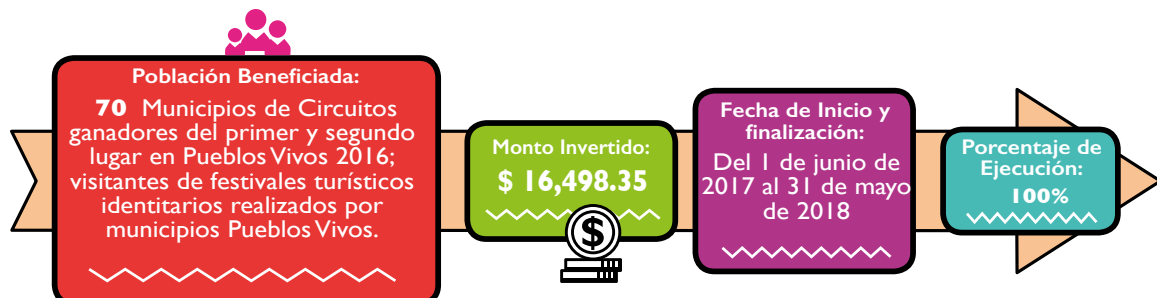 Población Beneficiada:
70 Municipios de Circuitos
ganadores del primer y segundo
lugar en Pueblos Vivos 2016;
visitantes de festivales turísticos
identitarios realizados por
municipios Pueblos Vivos.
Monto Invertido:
$ 16,498.35
$
Fecha de Inicio y
finalización:
Del 1 de junio de
2017 al 31 de mayo
de 2018
Porcentaje de
Ejecución:
100%